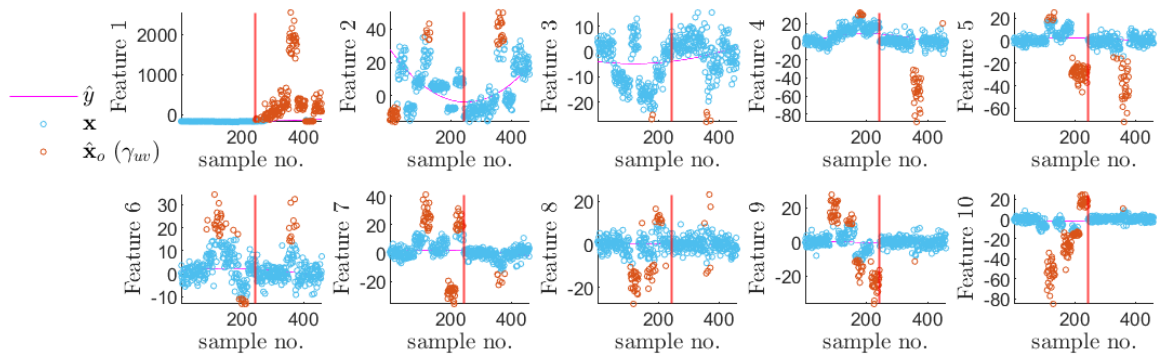 ŷ
x
x̂ₒ (γᵤᵥ)
Feature 1
2600
1400
200
200 400
sample no.
Feature 2
40
20
0
200 400
sample no.
Feature 3
10
0
-10
-20
200 400
sample no.
Feature 4
20
0
-20
-40
-60
-80
200 400
sample no.
Feature 5
20
0
-20
-40
-60
200 400
sample no.
Feature 6
30
20
10
0
-10
200 400
sample no.
Feature 7
40
20
0
-20
200 400
sample no.
Feature 8
20
0
-20
200 400
sample no.
Feature 9
20
0
-20
200 400
sample no.
Feature 10
20
0
-20
-40
-60
-80
200 400
sample no.